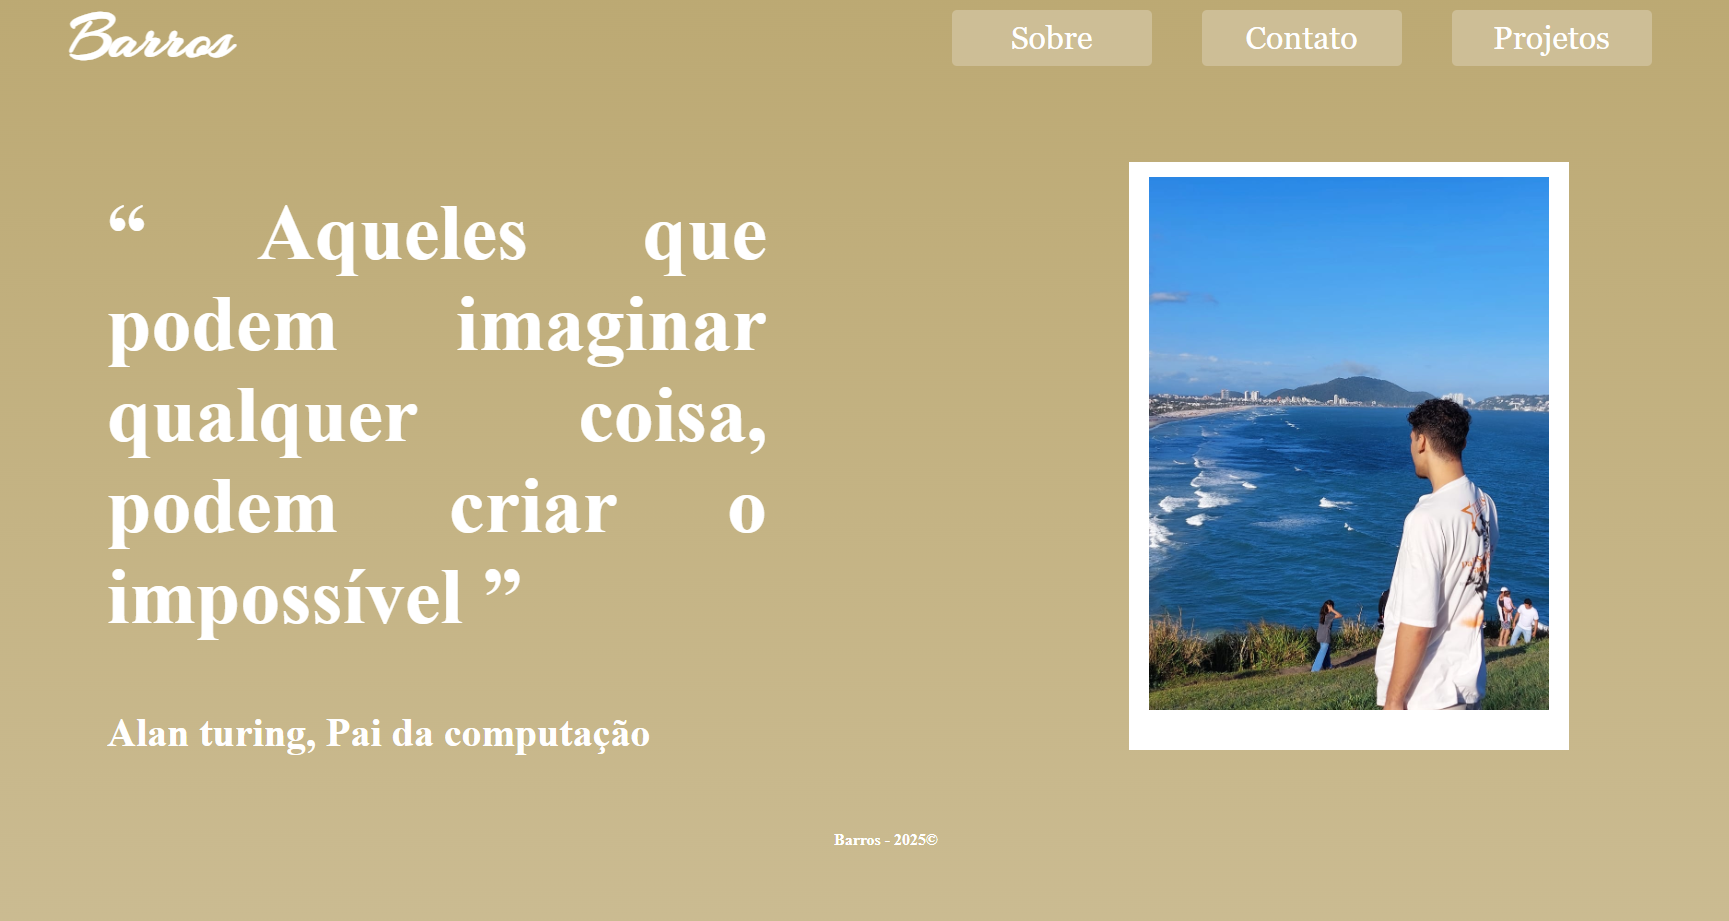 Barros
Sobre
Contato
Projetos
“ Aqueles que
podem imaginar
qualquer coisa,
podem criar o
impossível ”
Alan turing, Pai da computação
Barros - 2025©